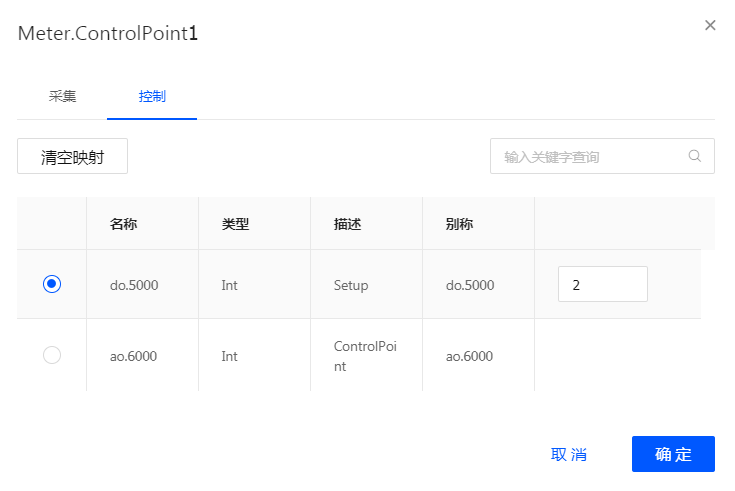 Meter.ControlPoint1
采集 控制
清空映射 输入关键字查询
名称 类型 描述 别称
do.5000 Int Setup do.5000 2
ao.6000 Int ControlPoi ao.6000
nt
取消 确定